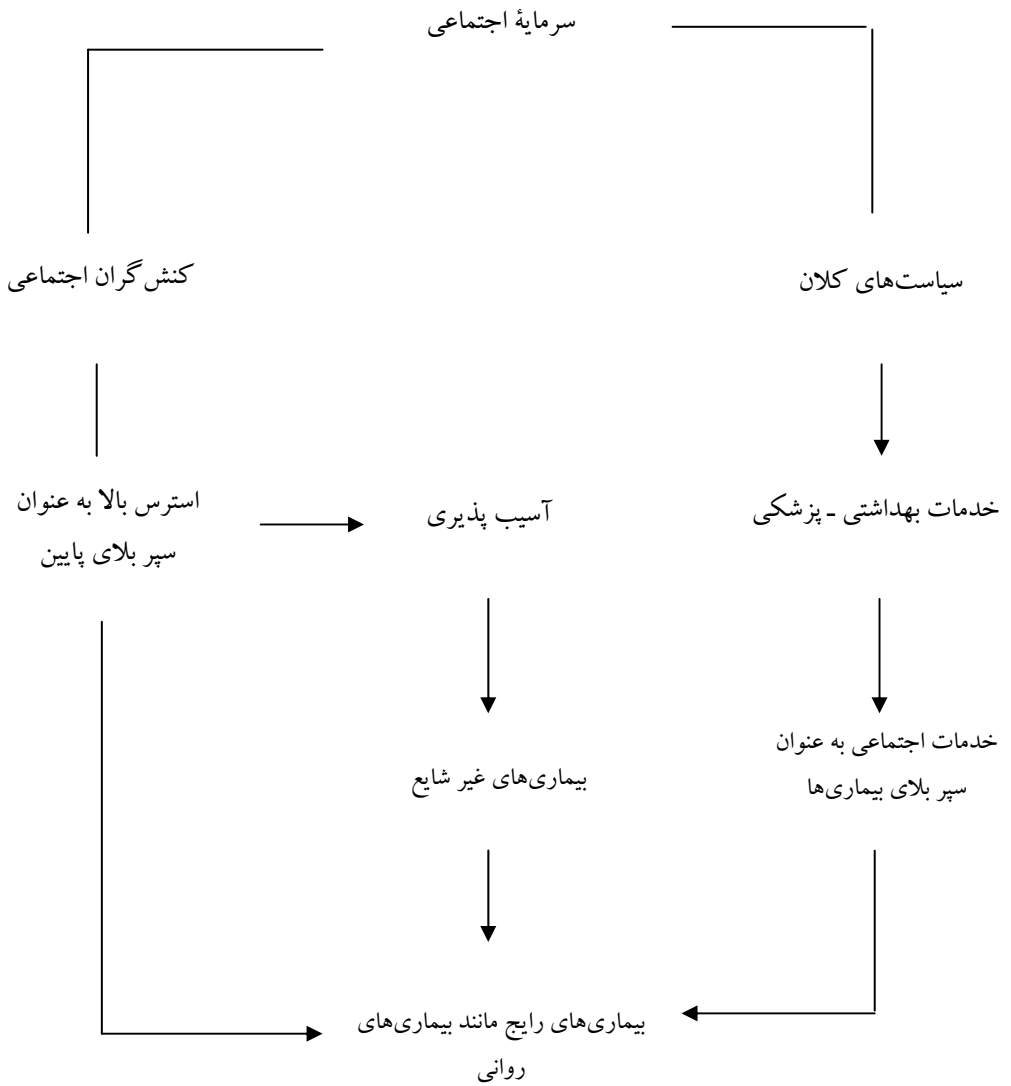 سرمایۀ اجتماعی
سیاست‌های کلان
کنش‌گران اجتماعی
خدمات بهداشتی ـ پزشکی
آسیب پذیری
استرس بالا به عنوان
سپر بلای پایین
خدمات اجتماعی به عنوان
سپر بلای بیماری‌ها
بیماری‌های غیر شایع
بیماری‌های رایج مانند بیماری‌های
روانی